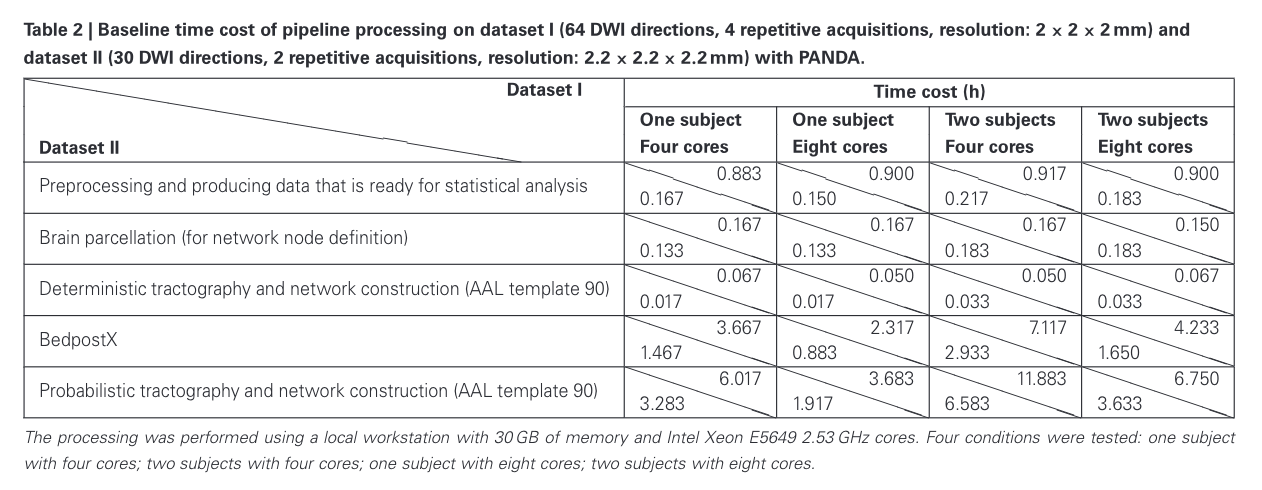 Table 2 | Baseline time cost of pipeline processing on dataset I (64 DWI directions, 4 repetitive acquisitions, resolution: 2 × 2 × 2 mm) and
dataset II (30 DWI directions, 2 repetitive acquisitions, resolution: 2.2 × 2.2 × 2.2 mm) with PANDA.
Dataset I
Dataset II
Time cost (h)
One subject
Four cores
One subject
Eight cores
Two subjects
Four cores
Two subjects
Eight cores
Preprocessing and producing data that is ready for statistical analysis
0.883 0.900 0.917 0.900
0.167 0.150 0.217 0.183
Brain parcellation (for network node definition)
0.167 0.167 0.167 0.150
0.133 0.133 0.183 0.183
Deterministic tractography and network construction (AAL template 90)
0.067 0.050 0.050 0.067
0.017 0.017 0.033 0.033
BedpostX
3.667 2.317 7.117 4.233
1.467 0.883 2.933 1.650
Probabilistic tractography and network construction (AAL template 90)
6.017 3.683 11.883 6.750
3.283 1.917 6.583 3.633
The processing was performed using a local workstation with 30 GB of memory and Intel Xeon E5649 2.53 GHz cores. Four conditions were tested: one subject
with four cores; two subjects with four cores; one subject with eight cores; two subjects with eight cores.